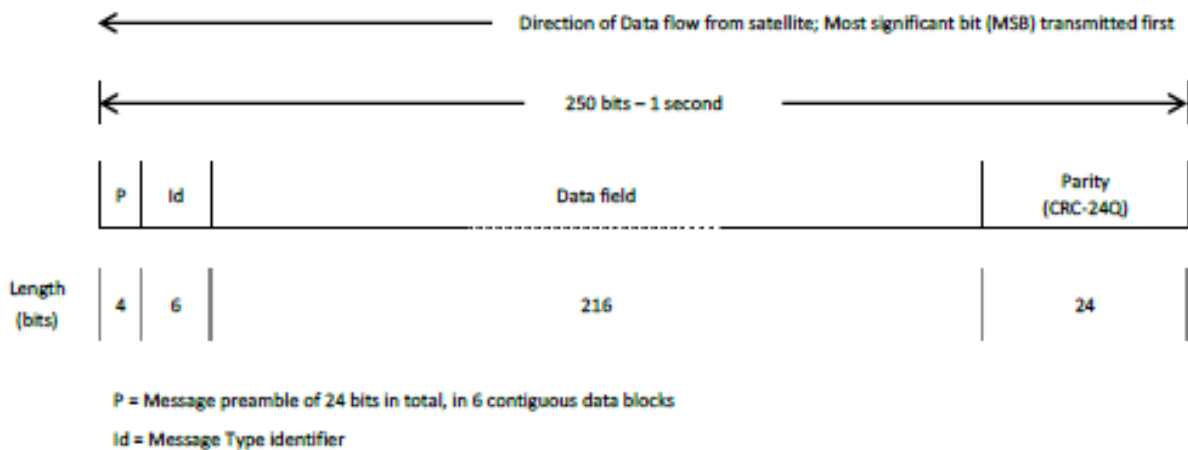 Direction of Data flow from satellite; Most significant bit (MSB) transmitted first
250 bits – 1 second
P Id Data field Parity
(CRC-24Q)
Length
(bits) 4 6 216 24
P = Message preamble of 24 bits in total, in 6 contiguous data blocks
Id = Message Type identifier